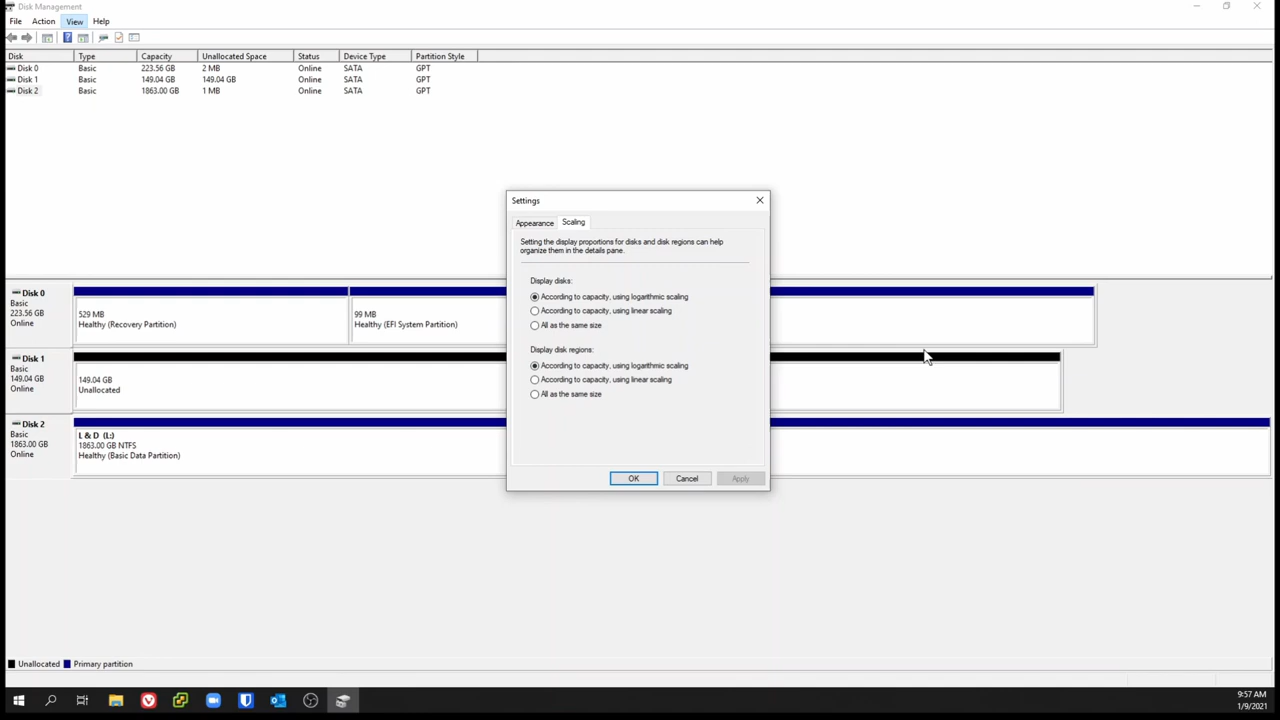 Disk Management
File Action View Help
Disk Type Capacity Unallocated Space Status Device Type Partition Style
Disk 0 Basic 223.56 GB 2 MB Online SATA GPT
Disk 1 Basic 149.04 GB 149.04 GB Online SATA GPT
Disk 2 Basic 1863.00 GB 1 MB Online SATA GPT
Settings
Appearance Scaling
Setting the display proportions for disks and disk regions can help
organize them in the details pane.
Display disks:
According to capacity, using logarithmic scaling
According to capacity, using linear scaling
All as the same size
Display disk regions:
According to capacity, using logarithmic scaling
According to capacity, using linear scaling
All as the same size
OK Cancel Apply
Disk 0
Basic
223.56 GB
Online
529 MB
Healthy (Recovery Partition)
99 MB
Healthy (EFI System Partition)
Disk 1
Basic
149.04 GB
Online
149.04 GB
Unallocated
Disk 2
Basic
1863.00 GB
Online
L & D (L:)
1863.00 GB NTFS
Healthy (Basic Data Partition)
Unallocated Primary partition
9:57 AM
1/9/2021